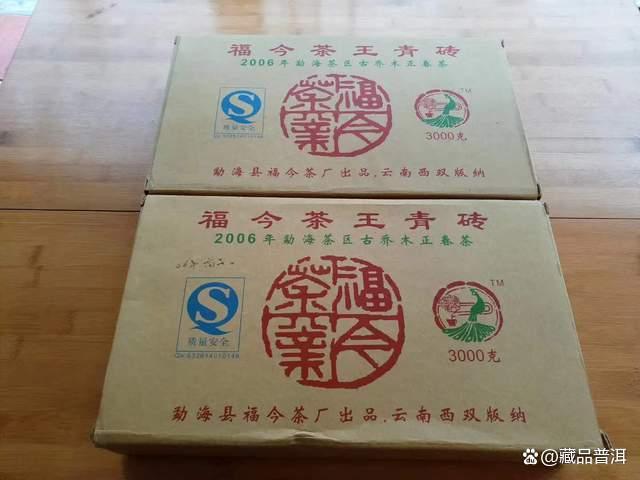 福今茶王青砖
2006年勐海茶区古乔木正春茶
质量安全
福今茶業
TM
3000克
勐海县福今茶厂出品,云南西双版纳
福今茶王青砖
2006年勐海茶区古乔木正春茶
质量安全
QS:532814010146
福今茶業
TM
3000克
勐海县福今茶厂出品,云南西双版纳
@藏品普洱